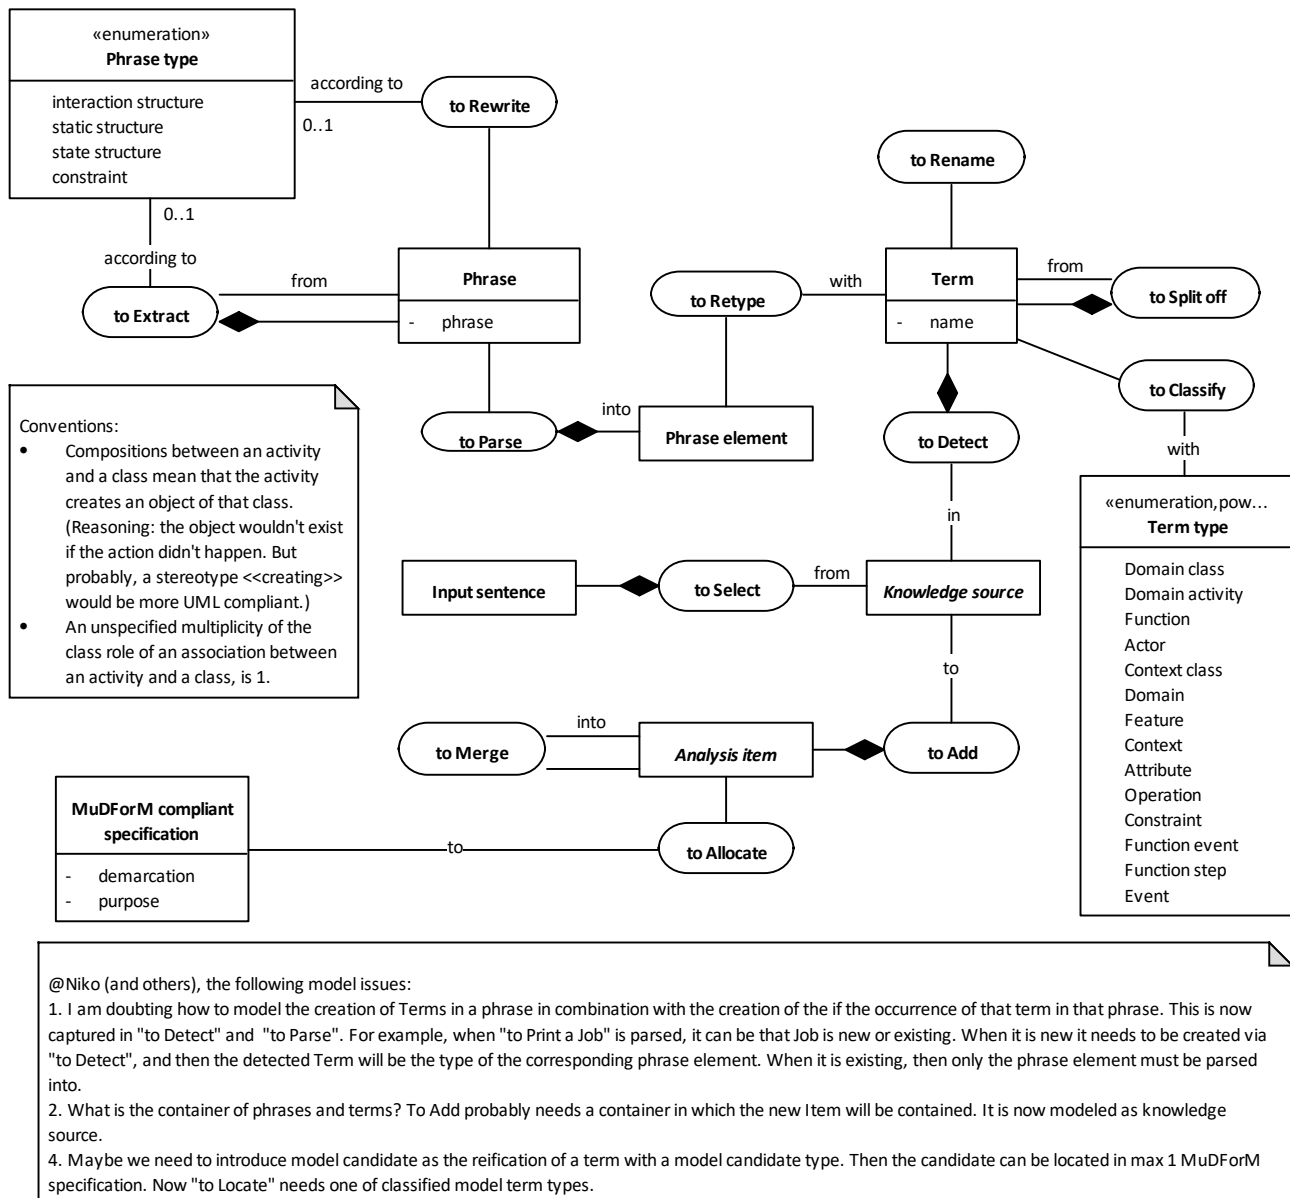 «enumeration»
Phrase type
interaction structure
static structure
state structure
constraint
according to
0..1
to Rewrite
to Rename
0..1
according to
to Extract
from
Phrase
- phrase
to Retype
with
Term
- name
from
to Split off
to Classify
with
to Parse
into
Phrase element
to Detect
in
«enumeration,pow...
Term type
Domain class
Domain activity
Function
Actor
Context class
Domain
Feature
Context
Attribute
Operation
Constraint
Function event
Function step
Event
Conventions:
• Compositions between an activity
and a class mean that the activity
creates an object of that class.
(Reasoning: the object wouldn't exist
if the action didn't happen. But
probably, a stereotype <<creating>>
would be more UML compliant.)
• An unspecified multiplicity of the
class role of an association between
an activity and a class, is 1.
Input sentence
to Select
from
Knowledge source
to
to Merge
into
Analysis item
to Add
MuDForM compliant
specification
- demarcation
- purpose
to
to Allocate
@Niko (and others), the following model issues:
1. I am doubting how to model the creation of Terms in a phrase in combination with the creation of the if the occurrence of that term in that phrase. This is now
captured in "to Detect" and "to Parse". For example, when "to Print a Job" is parsed, it can be that Job is new or existing. When it is new it needs to be created via
"to Detect", and then the detected Term will be the type of the corresponding phrase element. When it is existing, then only the phrase element must be parsed
into.
2. What is the container of phrases and terms? To Add probably needs a container in which the new Item will be contained. It is now modeled as knowledge
source.
4. Maybe we need to introduce model candidate as the reification of a term with a model candidate type. Then the candidate can be located in max 1 MuDForM
specification. Now "to Locate" needs one of classified model term types.